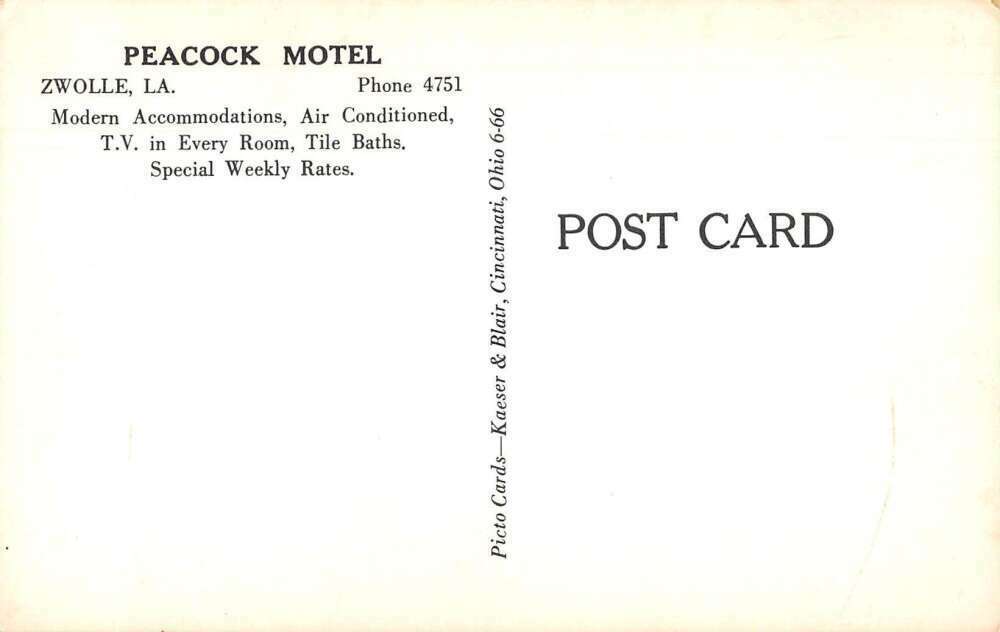 PEACOCK MOTEL
ZWOLLE, LA. Phone 4751
Modern Accommodations, Air Conditioned,
T.V. in Every Room, Tile Baths.
Special Weekly Rates.
Picto Cards—Kaeser & Blair, Cincinnati, Ohio 6-66
POST CARD